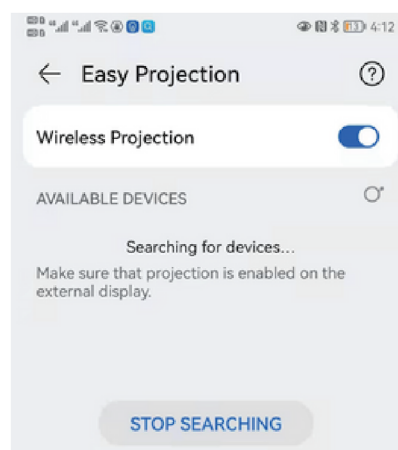 4:12
Easy Projection
Wireless Projection
AVAILABLE DEVICES
Searching for devices...
Make sure that projection is enabled on the
external display.
STOP SEARCHING